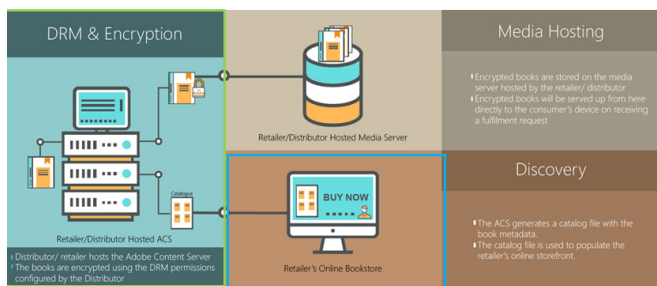 DRM & Encryption
Catalogue
Retailer/Distributor Hosted ACS
Distributor/ retailer hosts the Adobe Content Server
The books are encrypted using the DRM permissions
configured by the Distributor
Retailer/Distributor Hosted Media Server
BUY NOW
Retailer's Online Bookstore
Media Hosting
Encrypted books are stored on the media
server hosted by the retailer/ distributor
Encrypted books will be served up from here
directly to the consumer's device on receiving
a fulfilment request
Discovery
The ACS generates a catalog file with the
book metadata.
The catalog file is used to populate the
retailer's online storefront.